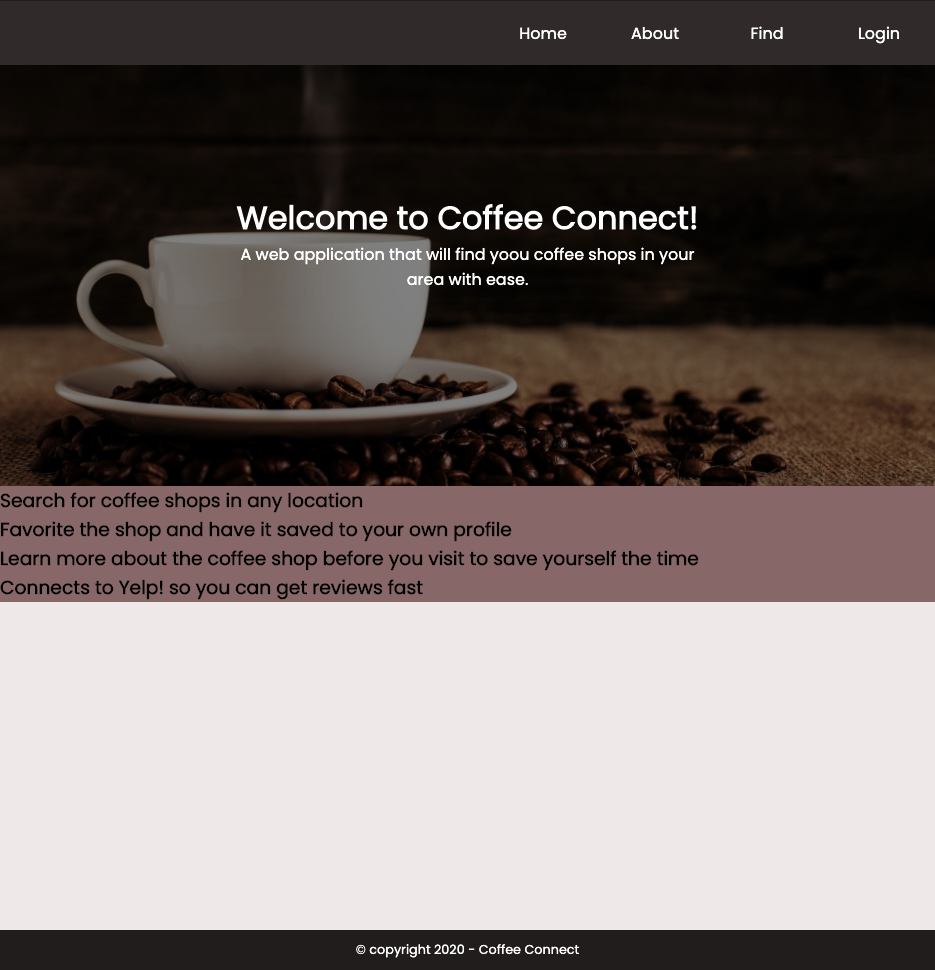 Home About Find Login
Welcome to Coffee Connect!
A web application that will find yoou coffee shops in your
area with ease.
Search for coffee shops in any location
Favorite the shop and have it saved to your own profile
Learn more about the coffee shop before you visit to save yourself the time
Connects to Yelp! so you can get reviews fast
© copyright 2020 - Coffee Connect